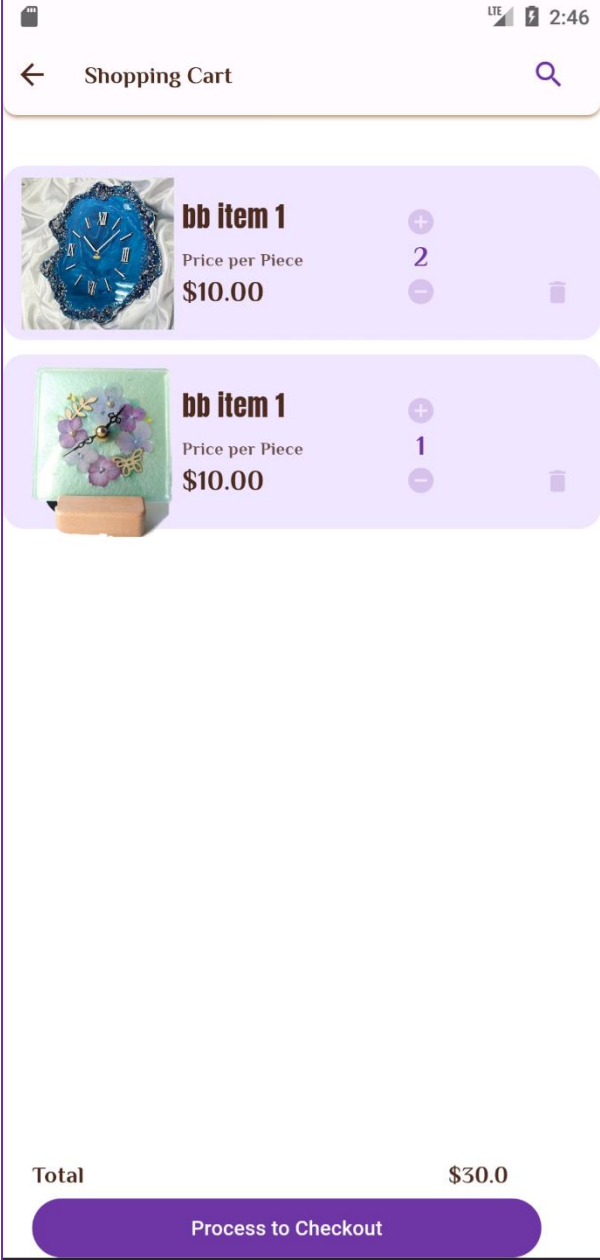 LTE 2:46
Shopping Cart
bb item 1
Price per Piece
2
$10.00
bb item 1
Price per Piece
1
$10.00
Total $30.0
Process to Checkout